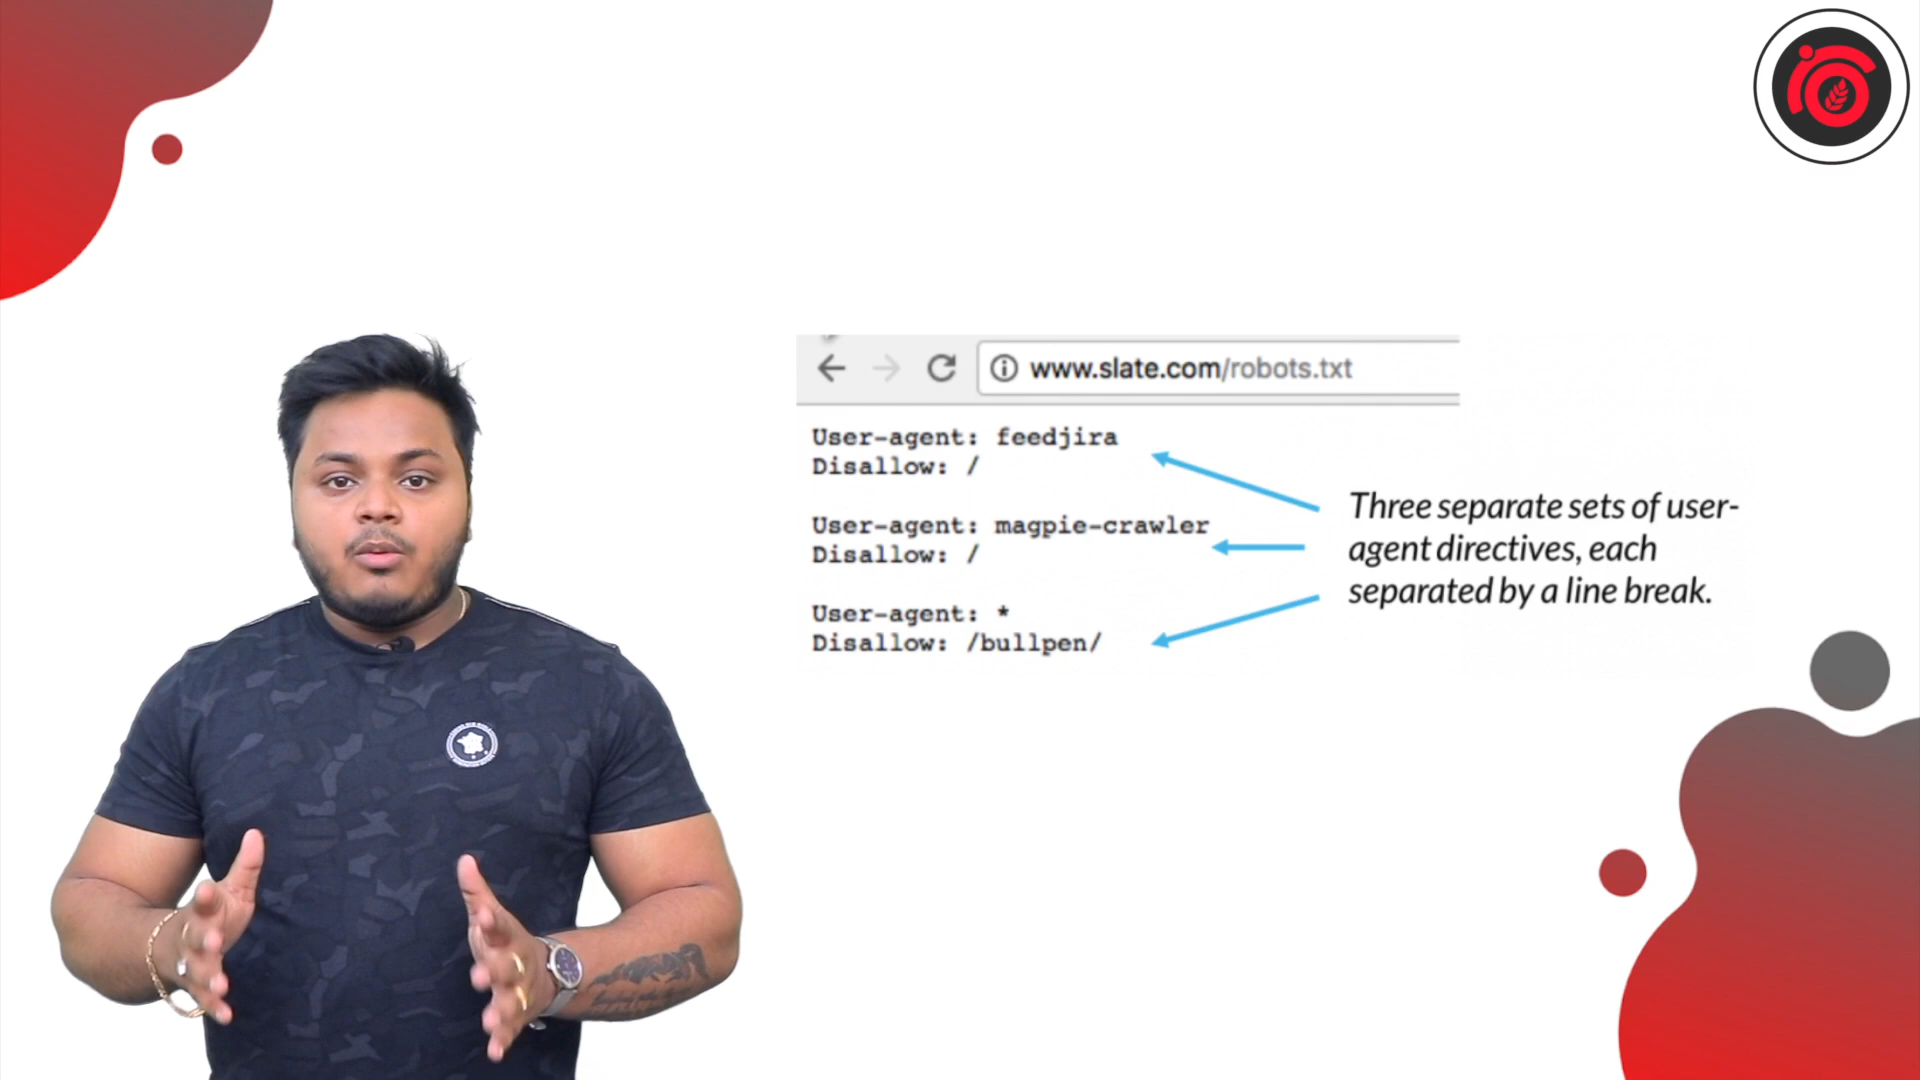 www.slate.com/robots.txt
User-agent: feedjira
Disallow: /
User-agent: magpie-crawler
Disallow: /
User-agent: *
Disallow: /bullpen/
Three separate sets of user-
agent directives, each
separated by a line break.